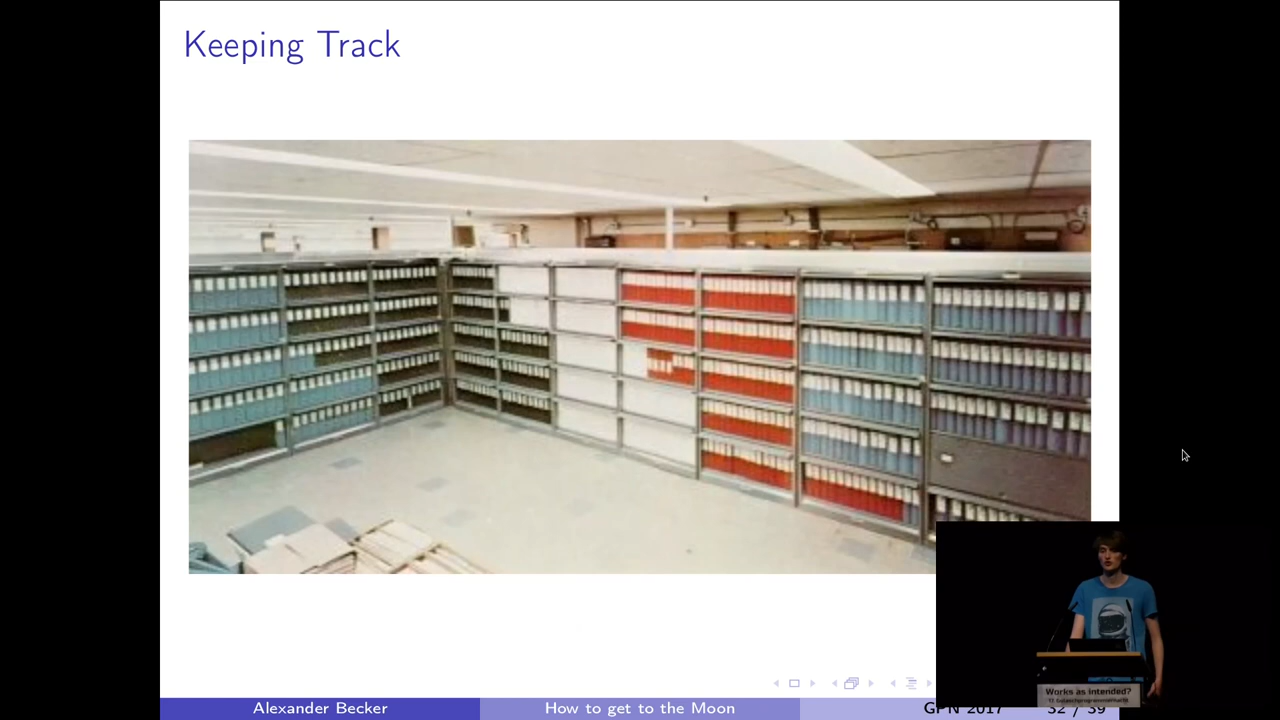 Keeping Track
Works as intended?
Alexander Becker
How to get to the Moon
GPN 2017
32 / 39